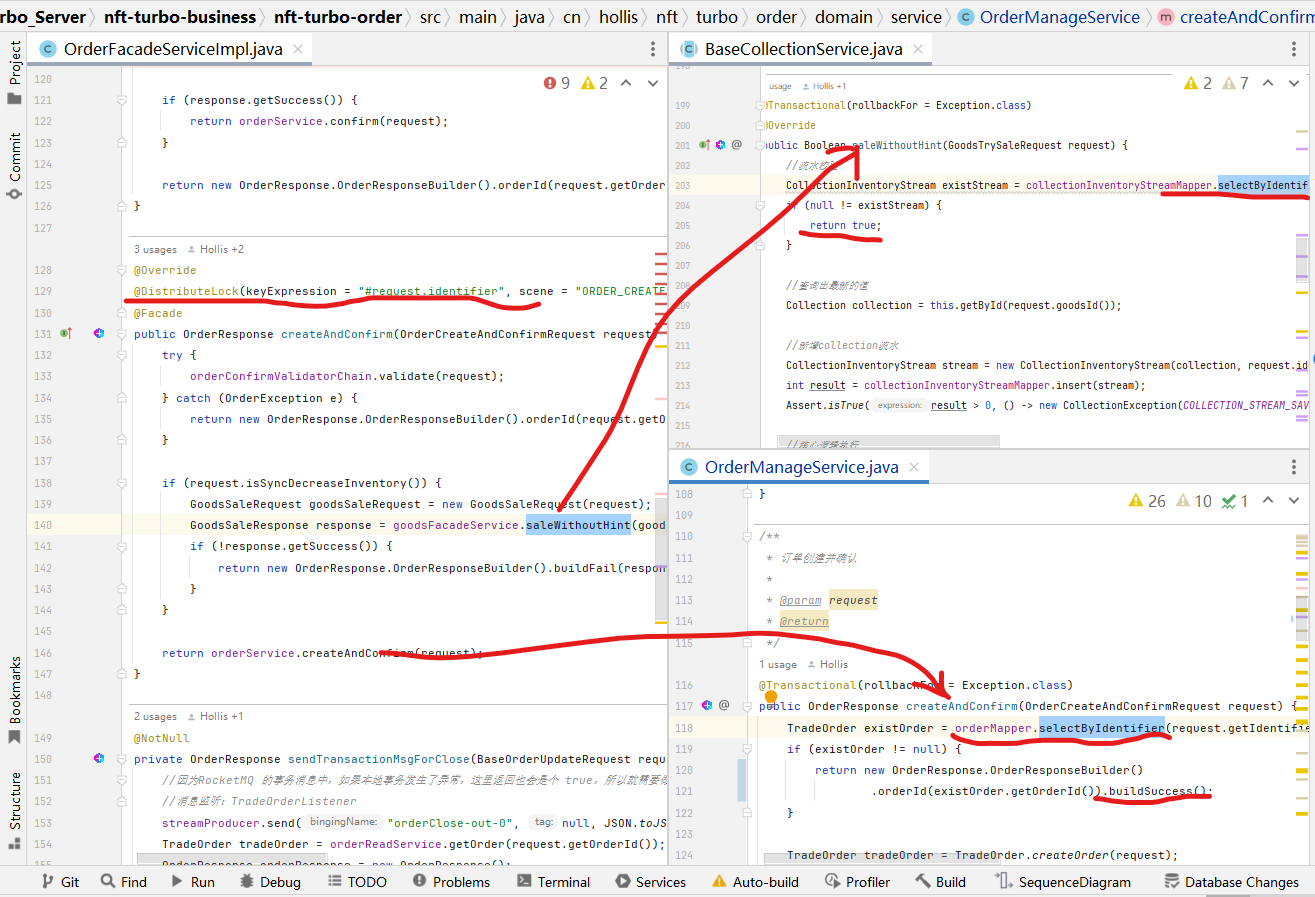 rbo_Server 〉 nft-turbo-business 〉 nft-turbo-order 〉 src 〉 main 〉 java 〉 cn 〉 hollis 〉 nft 〉 turbo 〉 order 〉 domain 〉 service 〉 OrderManageService 〉 createAndConfirm
Project
Commit
Bookmarks
Structure
OrderFacadeServiceImpl.java
9 2
120
121 if (response.getSuccess()) {
122 return orderService.confirm(request);
123 }
124
125 return new OrderResponse.OrderResponseBuilder().orderId(request.getOrder
126 }
127
3 usages Hollis +2
128 @Override
129 @DistributeLock(keyExpression = "#request.identifier", scene = "ORDER_CREATE
130 @Facade
131 public OrderResponse createAndConfirm(OrderCreateAndConfirmRequest request)
132 try {
133 orderConfirmValidatorChain.validate(request);
134 } catch (OrderException e) {
135 return new OrderResponse.OrderResponseBuilder().orderId(request.getO
136 }
137
138 if (request.isSyncDecreaseInventory()) {
139 GoodsSaleRequest goodsSaleRequest = new GoodsSaleRequest(request);
140 GoodsSaleResponse response = goodsFacadeService.saleWithoutHint(good
141 if (!response.getSuccess()) {
142 return new OrderResponse.OrderResponseBuilder().buildFail(respon
143 }
144 }
145
146 return orderService.createAndConfirm(request);
147 }
148
2 usages Hollis +1
149 @NotNull
150 private OrderResponse sendTransactionMsgForClose(BaseOrderUpdateRequest requ
151 //因为RocketMQ 的事务消息中，如果本地事务发生了异常，这里返回也会是个 true，所以就需要做
152 //消息监听：TradeOrderListener
153 streamProducer.send( bingingName: "orderClose-out-0", tag: null, JSON.toJS
154 TradeOrder tradeOrder = orderReadService.getOrder(request.getOrderId());
155 OrderResponse orderResponse = new OrderResponse();
BaseCollectionService.java
2 7
198
usage Hollis +1
199 @Transactional(rollbackFor = Exception.class)
200 @Override
201 public Boolean saleWithoutHint(GoodsTrySaleRequest request) {
202 //流水校验
203 CollectionInventoryStream existStream = collectionInventoryStreamMapper.selectByIdentif
204 if (null != existStream) {
205 return true;
206 }
207
208
209 //查询出最新的值
Collection collection = this.getById(request.goodsId());
210
211 //新增collection流水
212 CollectionInventoryStream stream = new CollectionInventoryStream(collection, request.id
213 int result = collectionInventoryStreamMapper.insert(stream);
214 Assert.isTrue( expression: result > 0, () -> new CollectionException(COLLECTION_STREAM_SAV
215
216 //核心逻辑执行
OrderManageService.java
26 10 1
108 }
109
110 /**
111 * 订单创建并确认
112 *
113 * @param request
114 * @return
115 */
1 usage Hollis
116 @Transactional(rollbackFor = Exception.class)
117 public OrderResponse createAndConfirm(OrderCreateAndConfirmRequest request) {
118 TradeOrder existOrder = orderMapper.selectByIdentifier(request.getIdentifie
119 if (existOrder != null) {
120 return new OrderResponse.OrderResponseBuilder()
121 .orderId(existOrder.getOrderId()).buildSuccess();
122 }
123
124 TradeOrder tradeOrder = TradeOrder.createOrder(request);
Git Find Run Debug TODO Problems Terminal Services Auto-build Profiler Build SequenceDiagram Database Changes